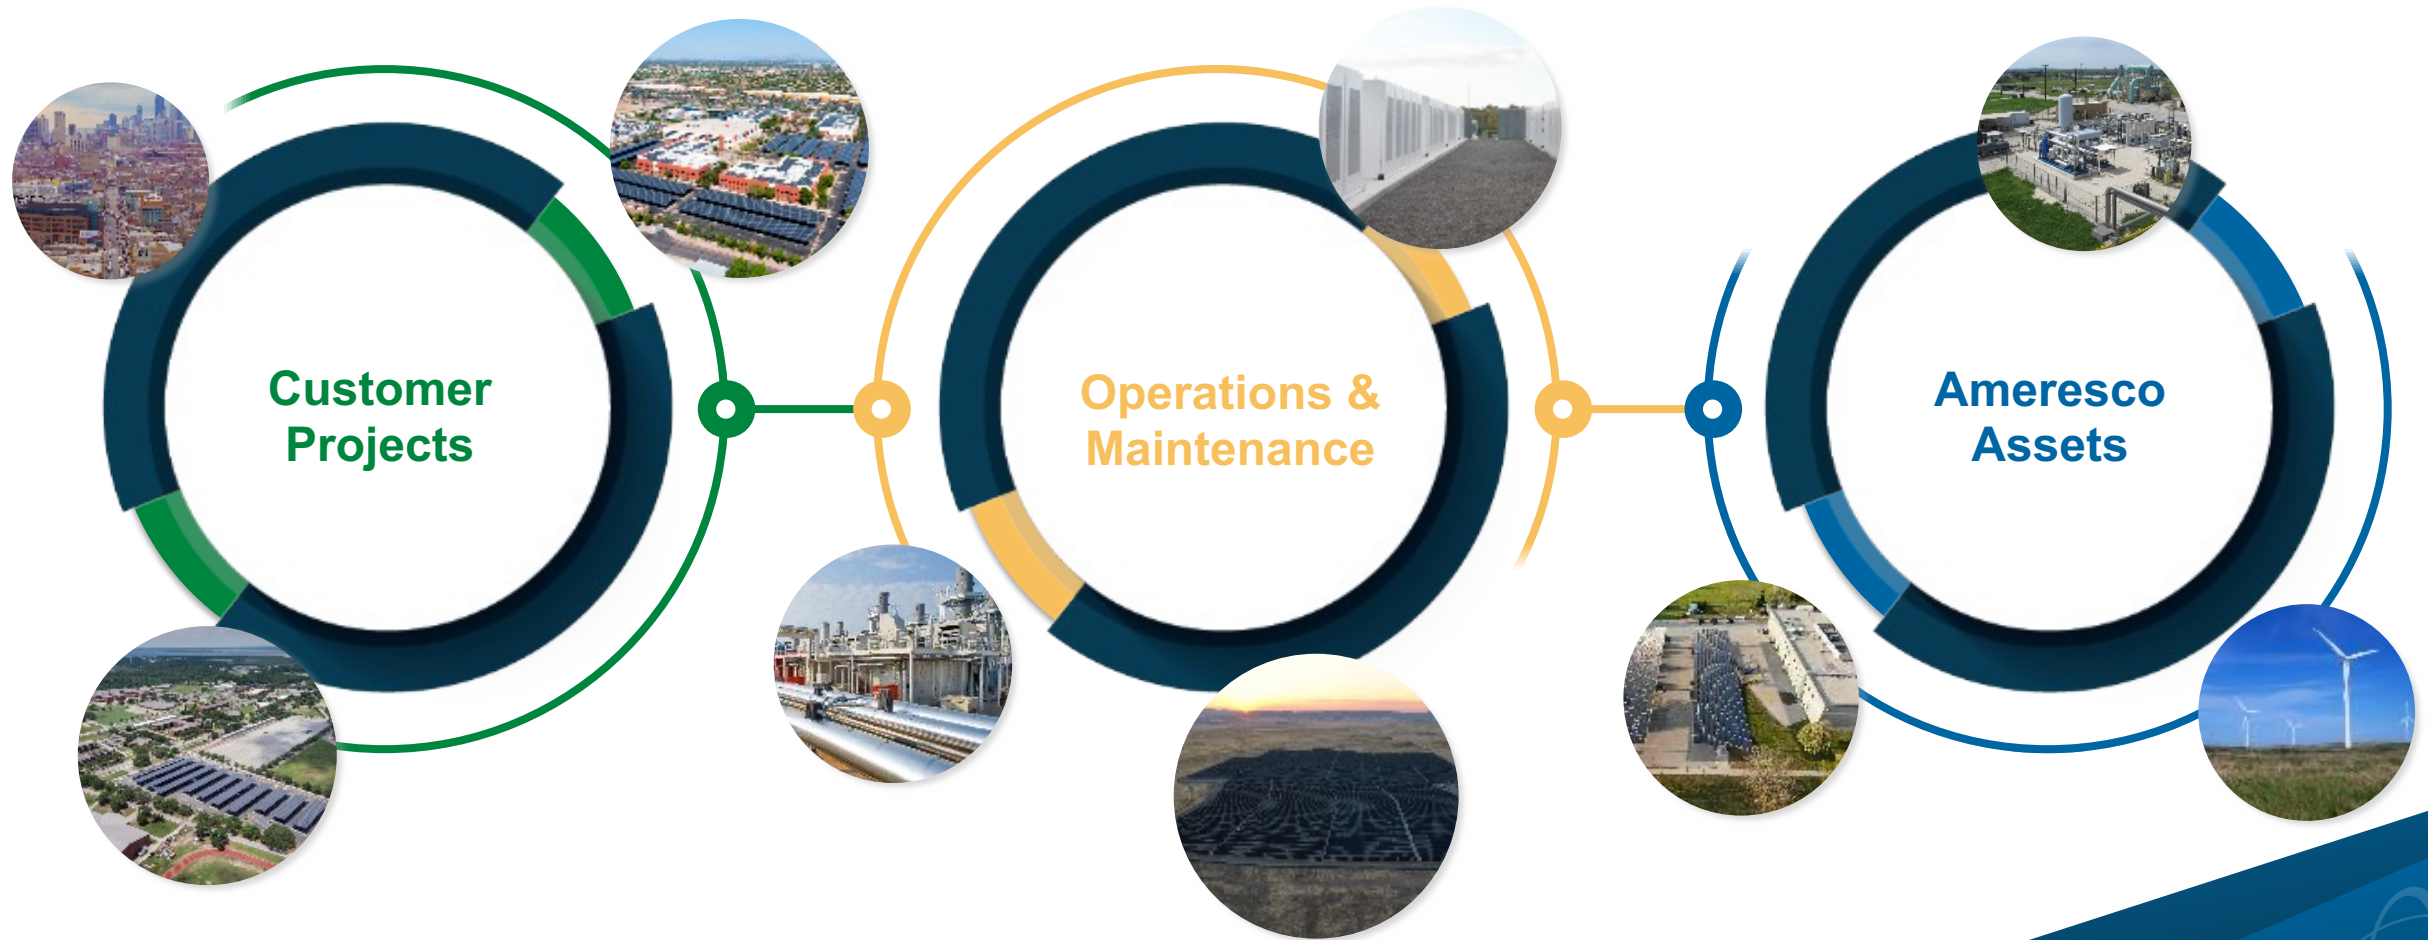 Customer
Projects
Operations &
Maintenance
Ameresco
Assets